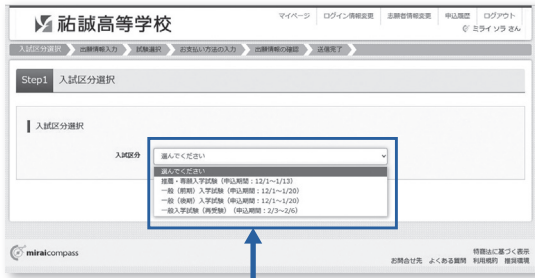 祐誠高等学校
マイページ ログイン情報変更 志願者情報変更 申込履歴 ログアウト
ミライ ソラ さん
入試区分選択 出願情報入力 試験選択 お支払い方法の入力 出願情報の確認 送信完了
Step1 入試区分選択
入試区分選択
入試区分 選んでください
選んでください
推薦・専願入学試験（申込期間：12/1～1/13）
一般（前期）入学試験（申込期間：12/1～1/20）
一般（後期）入学試験（申込期間：12/1～1/20）
一般入学試験（再受験）（申込期間：2/3～2/6）
miraicompass
特商法に基づく表示
お問合せ先 よくある質問 利用規約 推奨環境